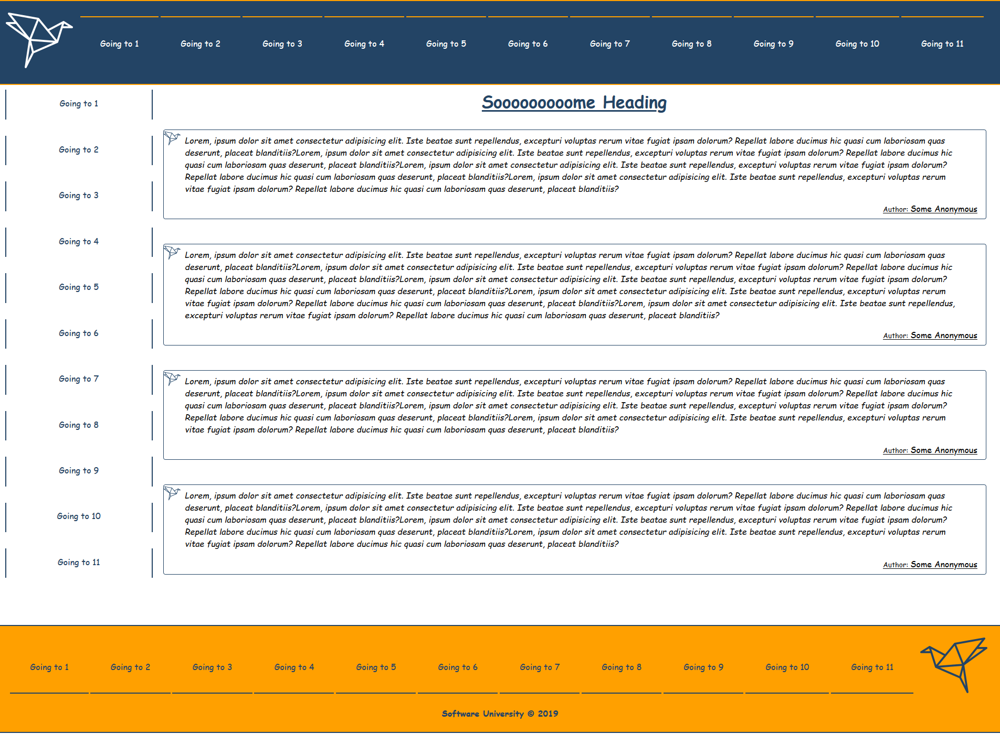 Going to 1 Going to 2 Going to 3 Going to 4 Going to 5 Going to 6 Going to 7 Going to 8 Going to 9 Going to 10 Going to 11
Going to 1
Going to 2
Going to 3
Going to 4
Going to 5
Going to 6
Going to 7
Going to 8
Going to 9
Going to 10
Going to 11
Sooooooooome Heading
Lorem, ipsum dolor sit amet consectetur adipisicing elit. Iste beatae sunt repellendus, excepturi voluptas rerum vitae fugiat ipsam dolorum? Repellat labore ducimus hic quasi cum laboriosam quas
deserunt, placeat blanditiis?Lorem, ipsum dolor sit amet consectetur adipisicing elit. Iste beatae sunt repellendus, excepturi voluptas rerum vitae fugiat ipsam dolorum? Repellat labore ducimus hic
quasi cum laboriosam quas deserunt, placeat blanditiis?Lorem, ipsum dolor sit amet consectetur adipisicing elit. Iste beatae sunt repellendus, excepturi voluptas rerum vitae fugiat ipsam dolorum?
Repellat labore ducimus hic quasi cum laboriosam quas deserunt, placeat blanditiis?Lorem, ipsum dolor sit amet consectetur adipisicing elit. Iste beatae sunt repellendus, excepturi voluptas rerum
vitae fugiat ipsam dolorum? Repellat labore ducimus hic quasi cum laboriosam quas deserunt, placeat blanditiis?
Author: Some Anonymous
Lorem, ipsum dolor sit amet consectetur adipisicing elit. Iste beatae sunt repellendus, excepturi voluptas rerum vitae fugiat ipsam dolorum? Repellat labore ducimus hic quasi cum laboriosam quas
deserunt, placeat blanditiis?Lorem, ipsum dolor sit amet consectetur adipisicing elit. Iste beatae sunt repellendus, excepturi voluptas rerum vitae fugiat ipsam dolorum? Repellat labore ducimus hic
quasi cum laboriosam quas deserunt, placeat blanditiis?Lorem, ipsum dolor sit amet consectetur adipisicing elit. Iste beatae sunt repellendus, excepturi voluptas rerum vitae fugiat ipsam dolorum?
Repellat labore ducimus hic quasi cum laboriosam quas deserunt, placeat blanditiis?Lorem, ipsum dolor sit amet consectetur adipisicing elit. Iste beatae sunt repellendus, excepturi voluptas rerum
vitae fugiat ipsam dolorum? Repellat labore ducimus hic quasi cum laboriosam quas deserunt, placeat blanditiis?Lorem, ipsum dolor sit amet consectetur adipisicing elit. Iste beatae sunt repellendus,
excepturi voluptas rerum vitae fugiat ipsam dolorum? Repellat labore ducimus hic quasi cum laboriosam quas deserunt, placeat blanditiis?
Author: Some Anonymous
Lorem, ipsum dolor sit amet consectetur adipisicing elit. Iste beatae sunt repellendus, excepturi voluptas rerum vitae fugiat ipsam dolorum? Repellat labore ducimus hic quasi cum laboriosam quas
deserunt, placeat blanditiis?Lorem, ipsum dolor sit amet consectetur adipisicing elit. Iste beatae sunt repellendus, excepturi voluptas rerum vitae fugiat ipsam dolorum? Repellat labore ducimus hic
quasi cum laboriosam quas deserunt, placeat blanditiis?Lorem, ipsum dolor sit amet consectetur adipisicing elit. Iste beatae sunt repellendus, excepturi voluptas rerum vitae fugiat ipsam dolorum?
Repellat labore ducimus hic quasi cum laboriosam quas deserunt, placeat blanditiis?Lorem, ipsum dolor sit amet consectetur adipisicing elit. Iste beatae sunt repellendus, excepturi voluptas rerum
vitae fugiat ipsam dolorum? Repellat labore ducimus hic quasi cum laboriosam quas deserunt, placeat blanditiis?
Author: Some Anonymous
Lorem, ipsum dolor sit amet consectetur adipisicing elit. Iste beatae sunt repellendus, excepturi voluptas rerum vitae fugiat ipsam dolorum? Repellat labore ducimus hic quasi cum laboriosam quas
deserunt, placeat blanditiis?Lorem, ipsum dolor sit amet consectetur adipisicing elit. Iste beatae sunt repellendus, excepturi voluptas rerum vitae fugiat ipsam dolorum? Repellat labore ducimus hic
quasi cum laboriosam quas deserunt, placeat blanditiis?Lorem, ipsum dolor sit amet consectetur adipisicing elit. Iste beatae sunt repellendus, excepturi voluptas rerum vitae fugiat ipsam dolorum?
Repellat labore ducimus hic quasi cum laboriosam quas deserunt, placeat blanditiis?Lorem, ipsum dolor sit amet consectetur adipisicing elit. Iste beatae sunt repellendus, excepturi voluptas rerum
vitae fugiat ipsam dolorum? Repellat labore ducimus hic quasi cum laboriosam quas deserunt, placeat blanditiis?
Author: Some Anonymous
Going to 1 Going to 2 Going to 3 Going to 4 Going to 5 Going to 6 Going to 7 Going to 8 Going to 9 Going to 10 Going to 11
Software University © 2019